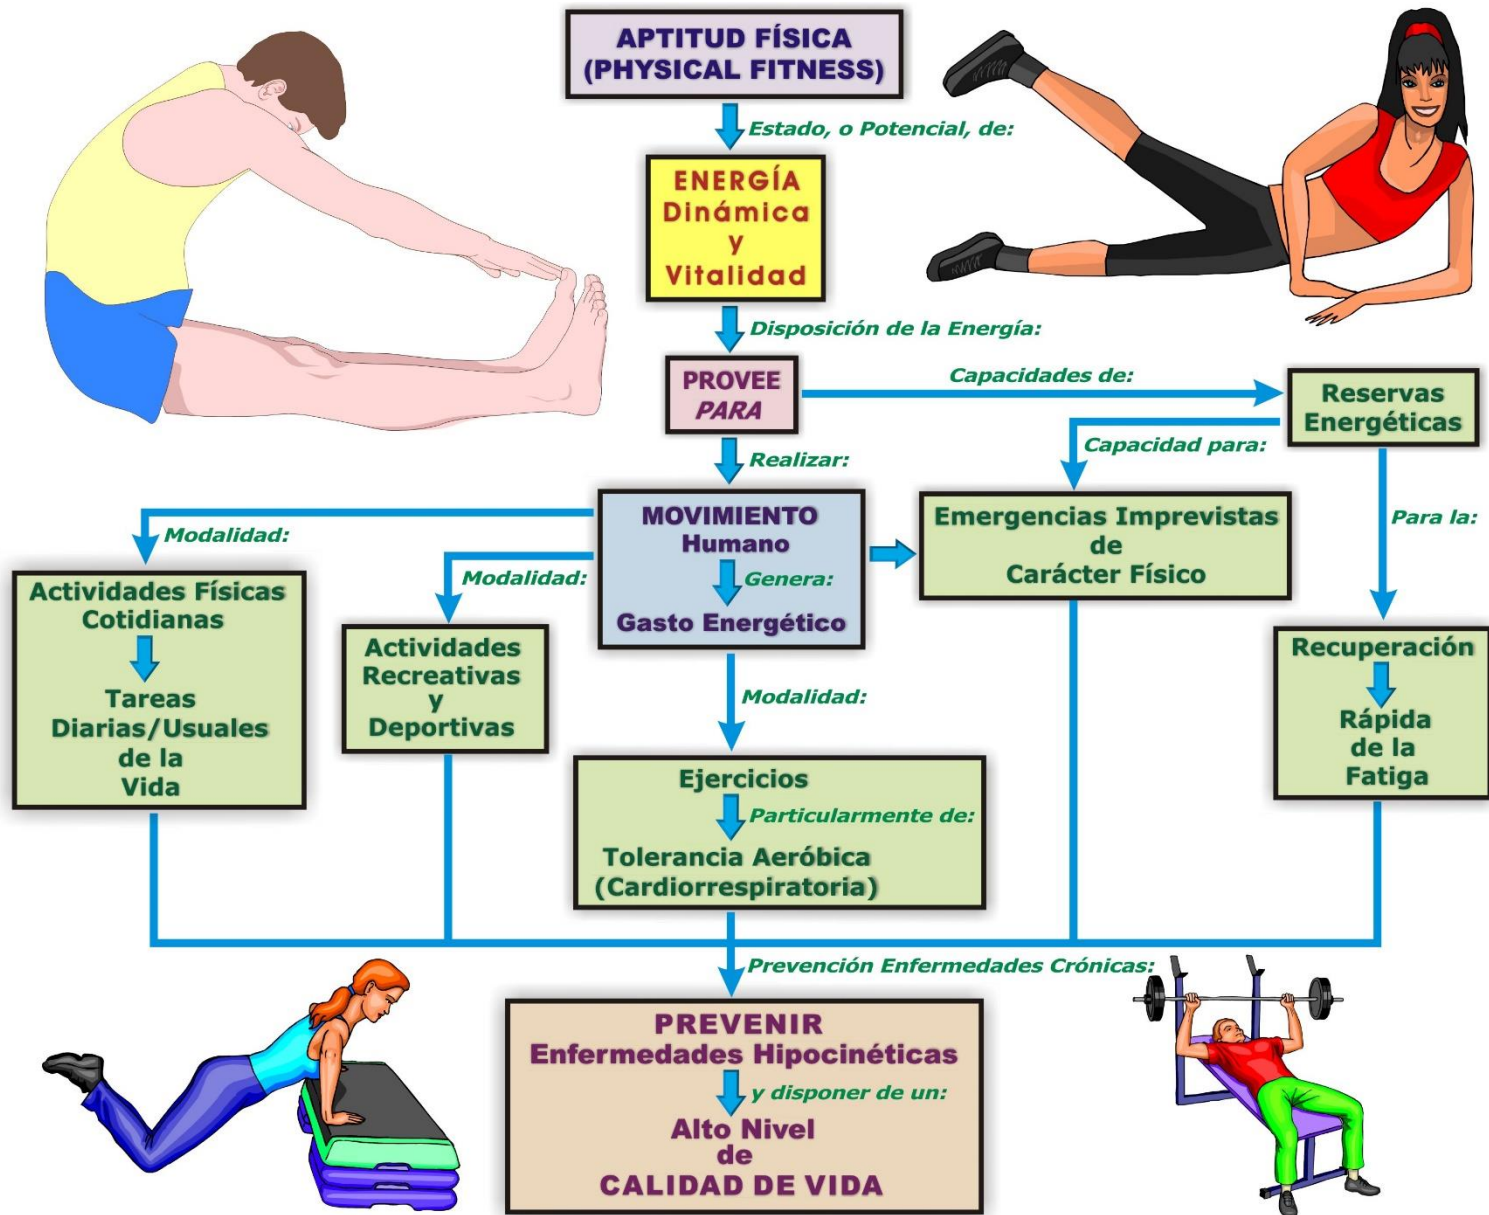 APTITUD FÍSICA
(PHYSICAL FITNESS)
Estado, o Potencial, de:
ENERGÍA
Dinámica
y
Vitalidad
Disposición de la Energía:
PROVEE
PARA
Capacidades de:
Reservas
Energéticas
Realizar:
Capacidad para:
Para la:
MOVIMIENTO
Humano
Genera:
Gasto Energético
Emergencias Imprevistas
de
Carácter Físico
Modalidad:
Actividades Físicas
Cotidianas
Tareas
Diarias/Usuales
de la
Vida
Modalidad:
Actividades
Recreativas
y
Deportivas
Modalidad:
Ejercicios
Particularmente de:
Tolerancia Aeróbica
(Cardiorrespiratoria)
Recuperación
Rápida
de la
Fatiga
Prevención Enfermedades Crónicas:
PREVENIR
Enfermedades Hipocinéticas
y disponer de un:
Alto Nivel
de
CALIDAD DE VIDA